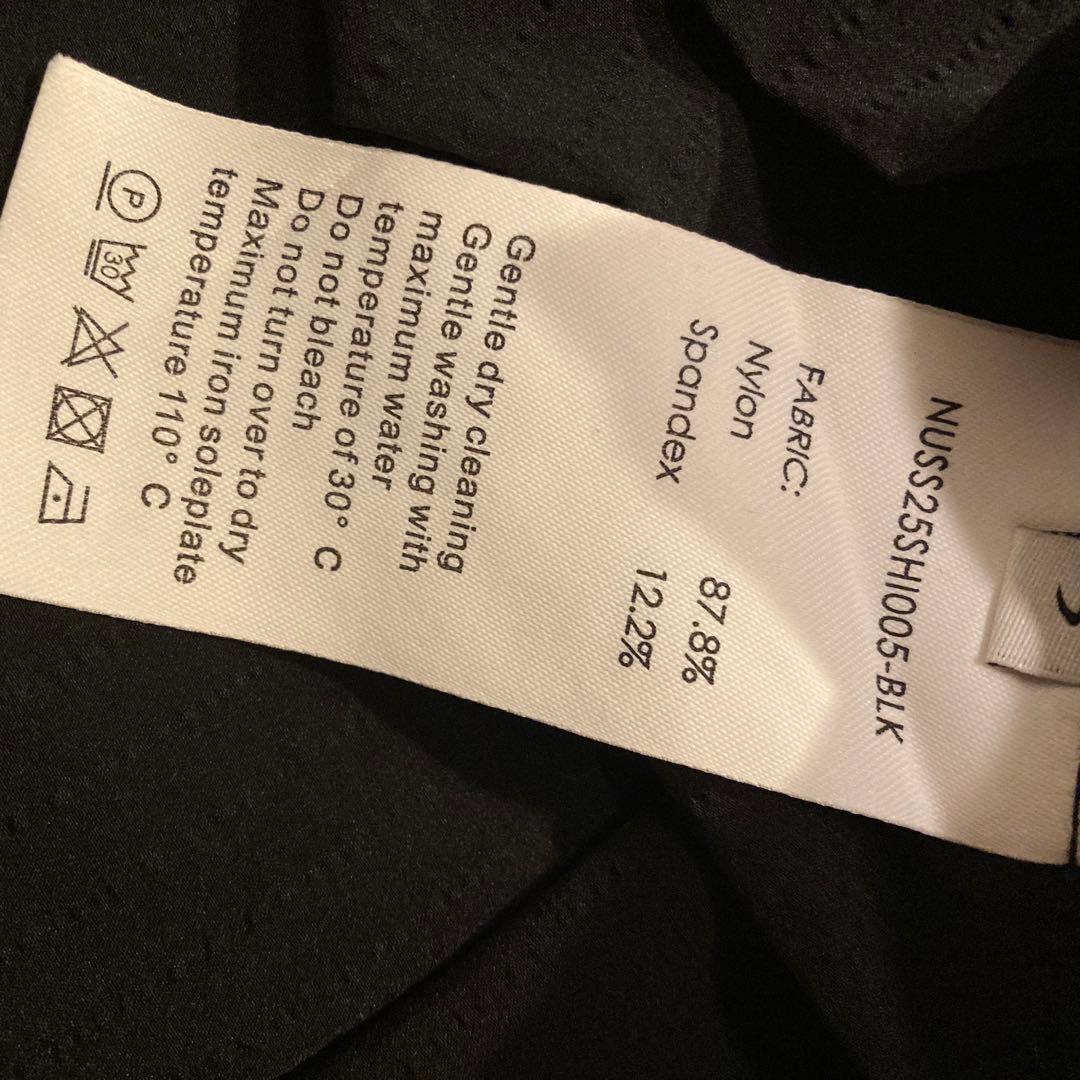 NUSS25SH1005-BLK
FABRIC:
Nylon 87.8%
Spandex 12.2%
Gentle dry cleaning
Gentle washing with
maximum water
temperature of 30° C
Do not bleach
Do not turn over to dry
Maximum iron soleplate
temperature 110° C
P
30